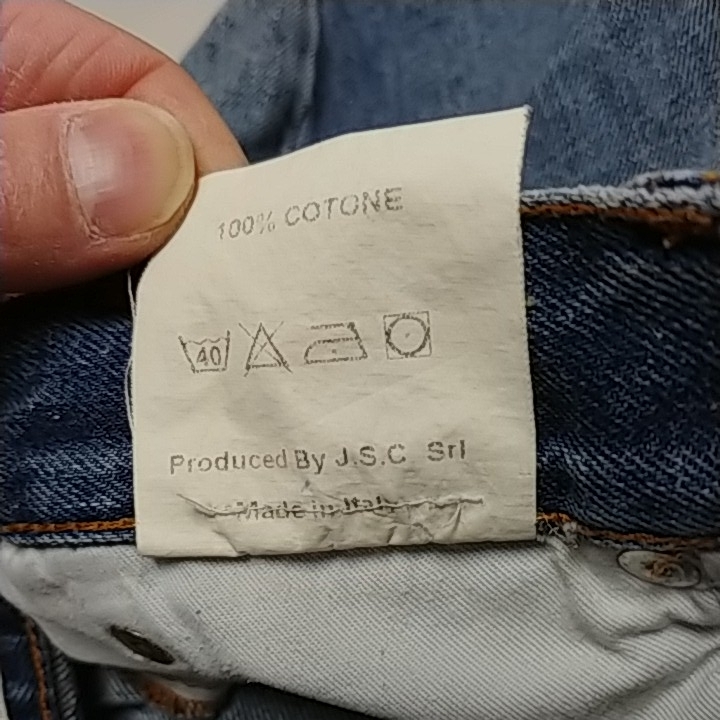 100% COTONE
40
Produced By J.S.C Srl
Made in Italy